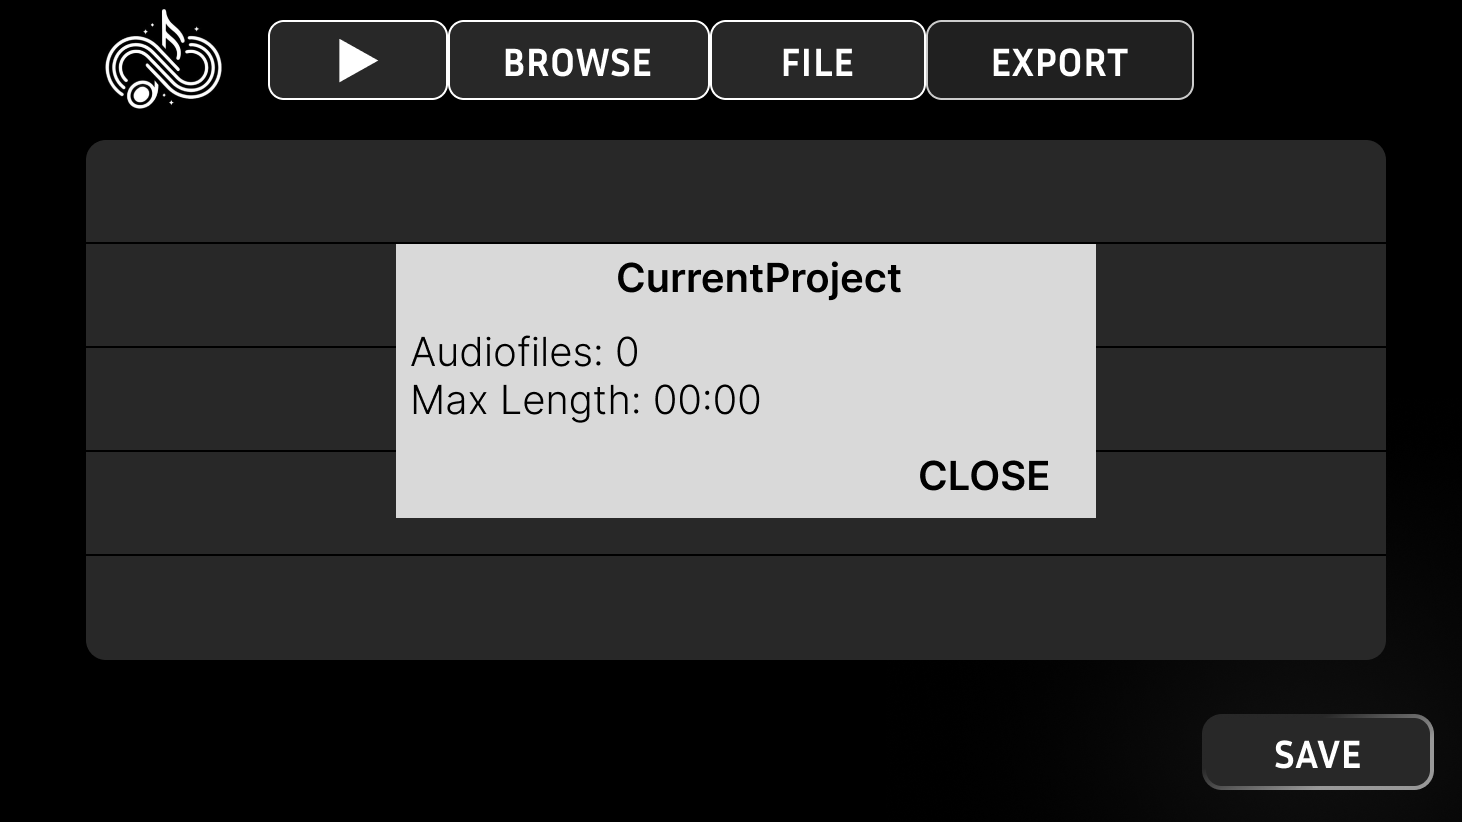 BROWSE
FILE
EXPORT
CurrentProject
Audiofiles: 0
Max Length: 00:00
CLOSE
SAVE